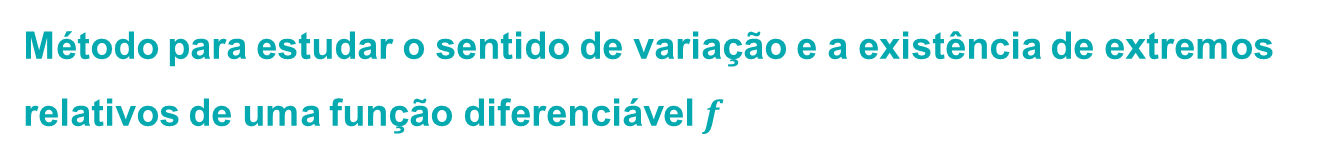 Método para estudar o sentido de variação e a existência de extremos
relativos de uma função diferenciável f